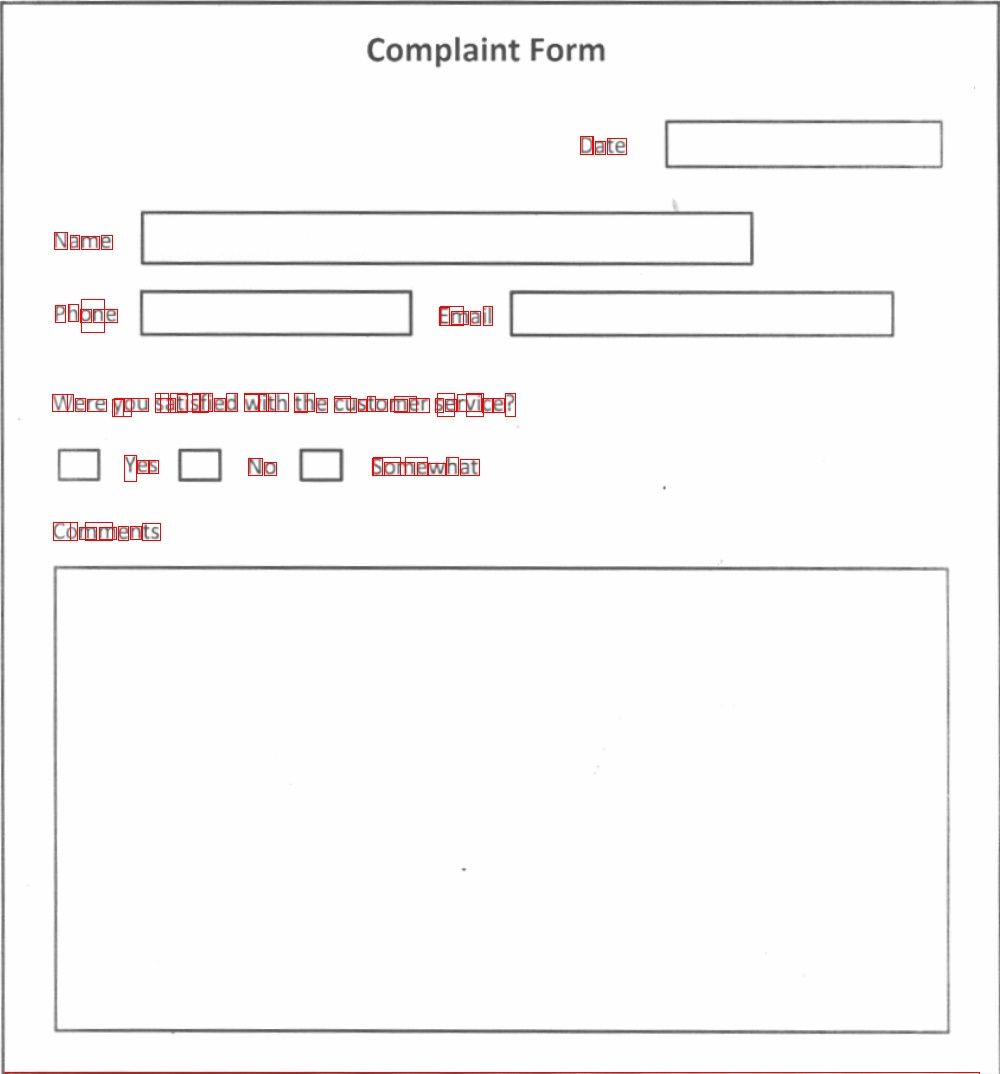 Complaint Form
Date
Name
Phone Email
Were you satisfied with the customer service?
Yes No Somewhat
Comments